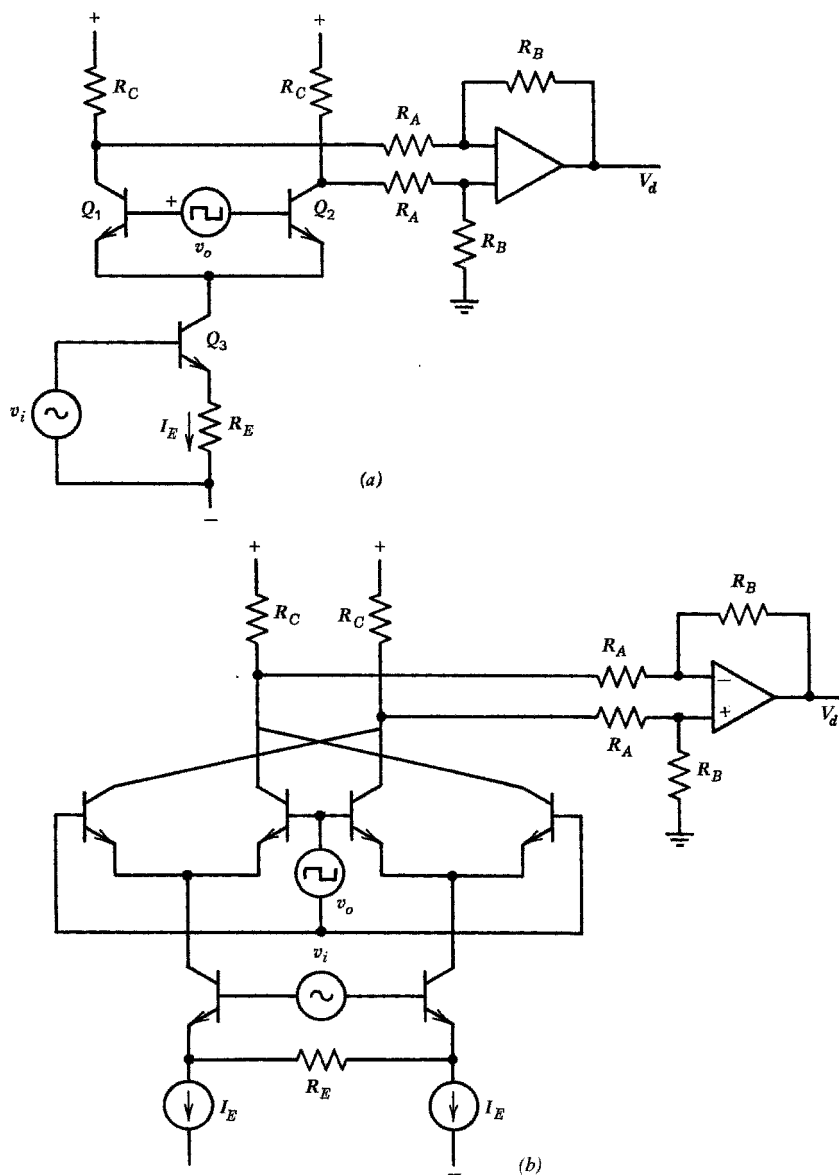 + +
R_C R_C R_B
R_A
Q_1 + Q_2 R_A V_d
v_o R_B
Q_3
v_i I_E R_E
−
(a)
+ +
R_C R_C R_B
R_A
−
+
R_A V_d
R_B
v_o
v_i
R_E
I_E I_E
−
(b)